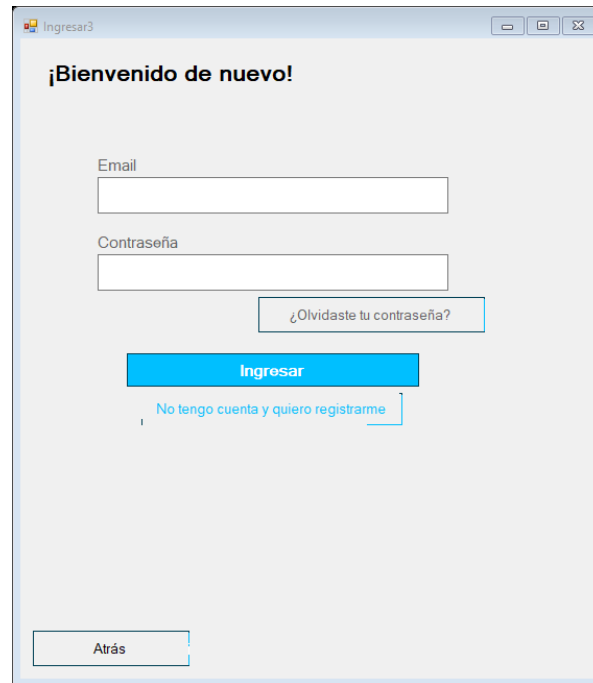 Ingresar3
¡Bienvenido de nuevo!
Email
Contraseña
¿Olvidaste tu contraseña?
Ingresar
No tengo cuenta y quiero registrarme
Atrás